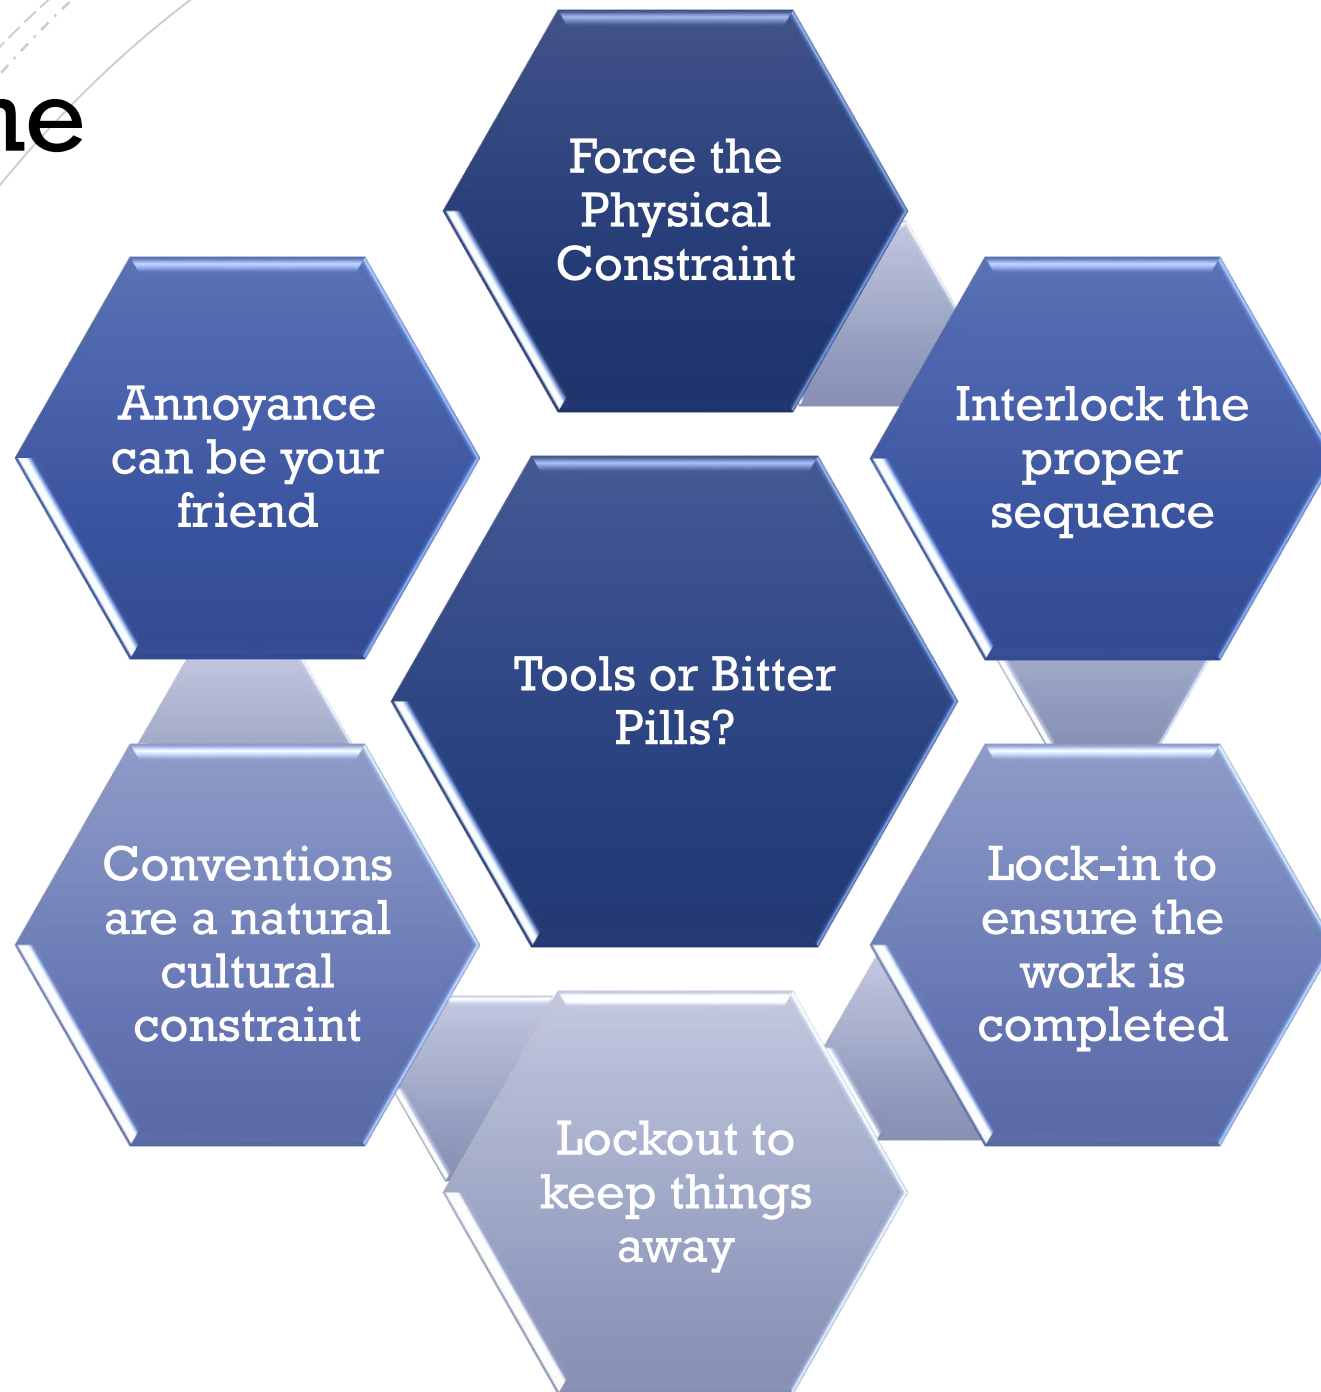 ne
Force the
Physical
Constraint
Interlock the
proper
sequence
Lock-in to
ensure the
work is
completed
Lockout to
keep things
away
Conventions
are a natural
cultural
constraint
Annoyance
can be your
friend
Tools or Bitter
Pills?